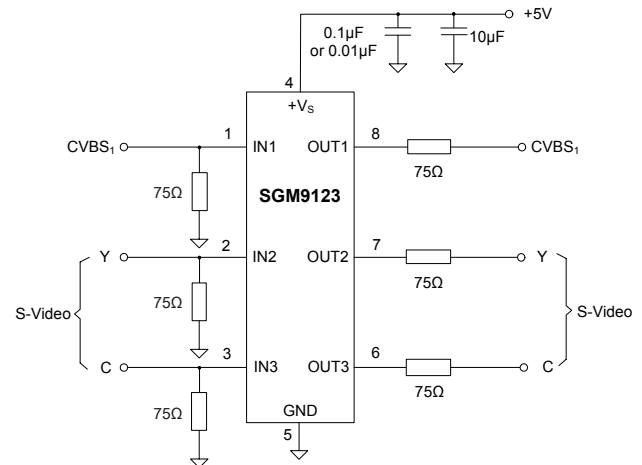 +5V
0.1µF
or 0.01µF
10µF
4
+VS
1
8
CVBS1
IN1
OUT1
CVBS1
75Ω
75Ω
SGM9123
2
7
Y
IN2
OUT2
Y
75Ω
75Ω
S-Video
S-Video
3
6
C
IN3
OUT3
C
75Ω
75Ω
GND
5